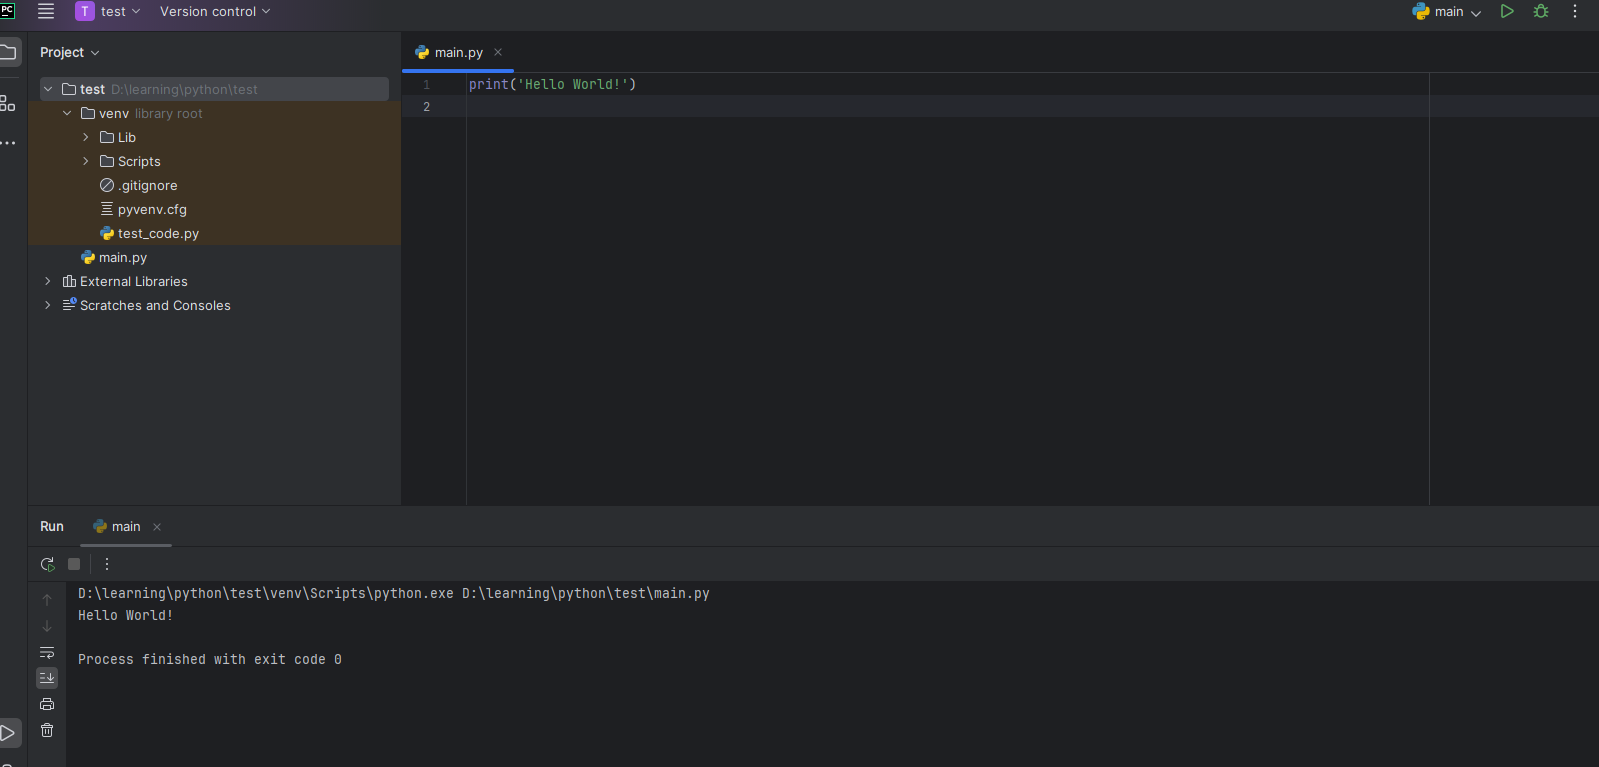 PC
T test Version control main
Project
main.py
test D:\learning\python\test
venv library root
Lib
Scripts
.gitignore
pyvenv.cfg
test_code.py
main.py
External Libraries
Scratches and Consoles
1 print('Hello World!')
2
Run main
D:\learning\python\test\venv\Scripts\python.exe D:\learning\python\test\main.py
Hello World!
Process finished with exit code 0